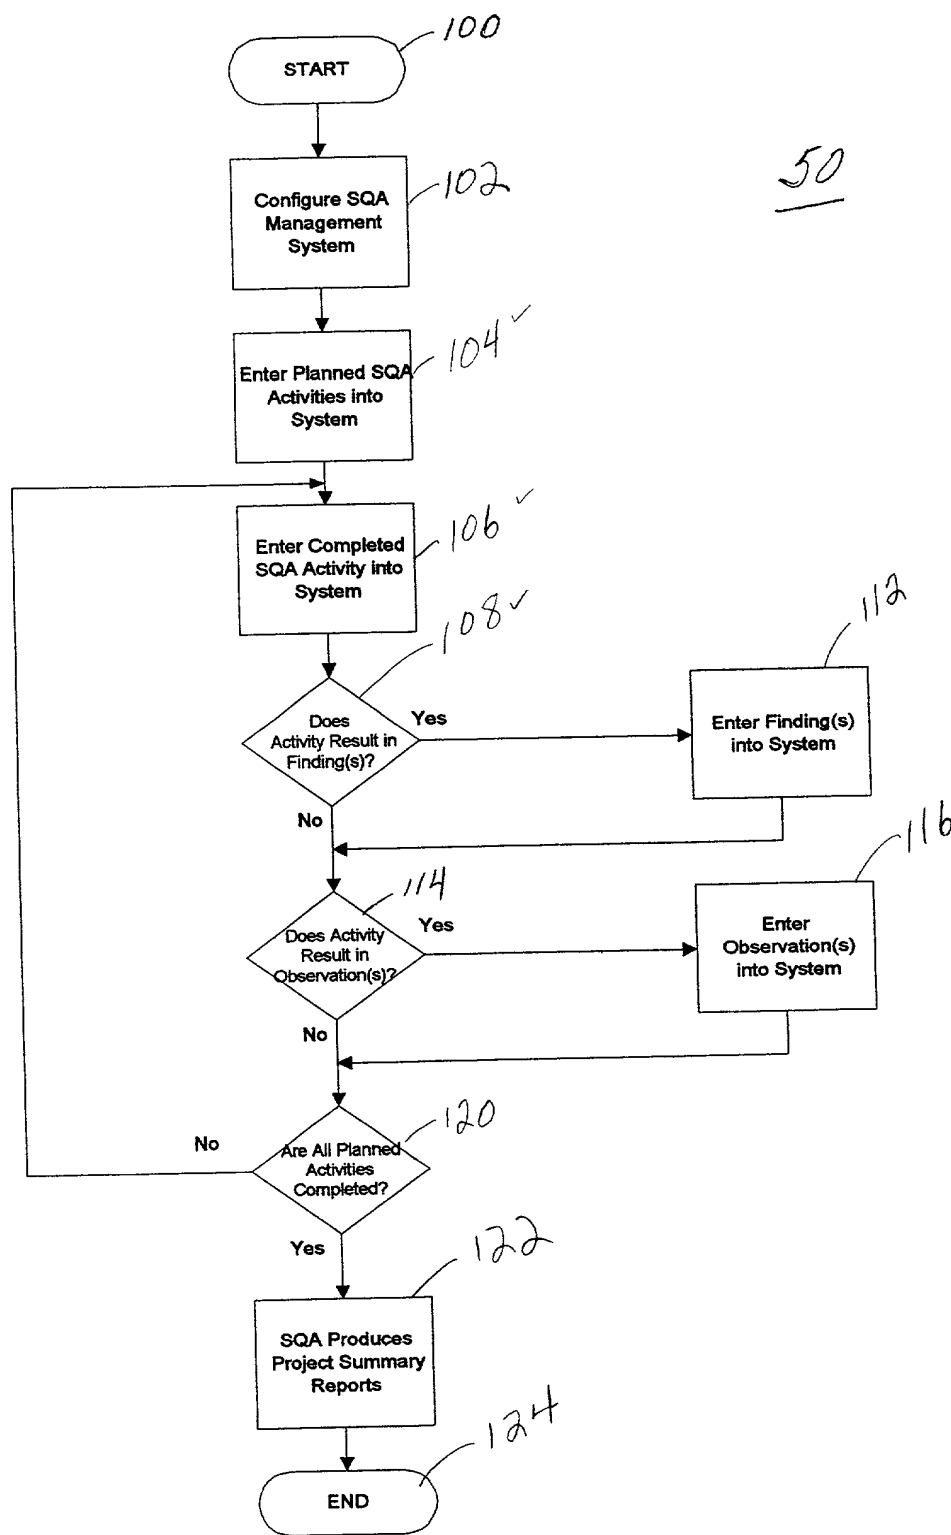 100
START
50
102
Configure SQA
Management
System
104 ✓
Enter Planned SQA
Activities into
System
106 ✓
Enter Completed
SQA Activity into
System
108 ✓
112
Does
Activity Result in
Finding(s)?
Yes
Enter Finding(s)
into System
No
116
114
Does Activity
Result in
Observation(s)?
Yes
Enter
Observation(s)
into System
No
120
No
Are All Planned
Activities
Completed?
Yes
122
SQA Produces
Project Summary
Reports
124
END